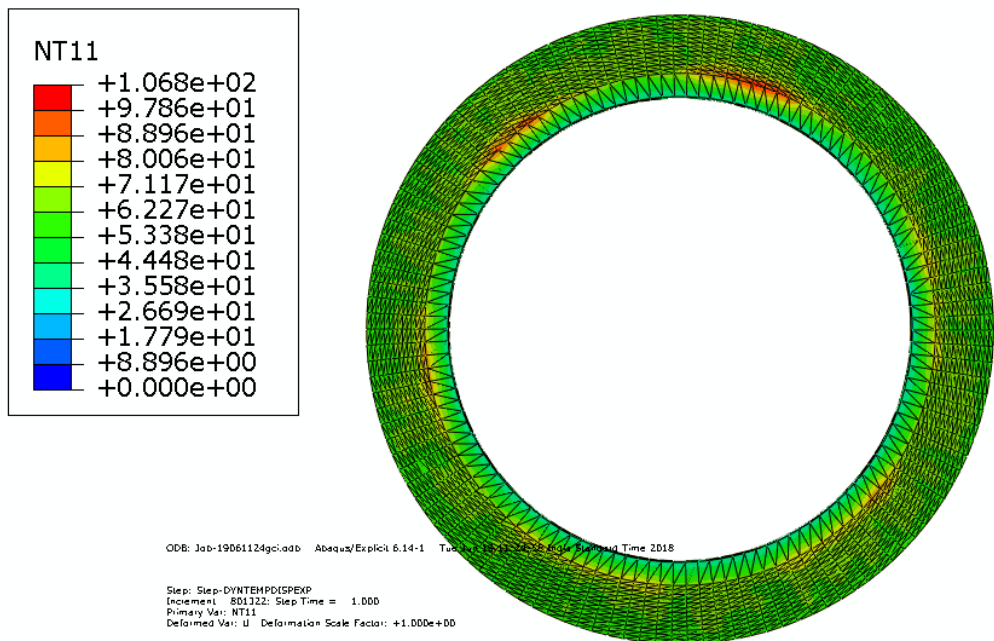 NT11
+1.068e+02
+9.786e+01
+8.896e+01
+8.006e+01
+7.117e+01
+6.227e+01
+5.338e+01
+4.448e+01
+3.558e+01
+2.669e+01
+1.779e+01
+8.896e+00
+0.000e+00
ODB: Job-19061124gci.odb Abaqus/Explicit 6.14-1 Tue Standard Time 2018
Step: Step-DYNTEMPDISPEXP
Increment 801322: Step Time = 1.000
Primary Var: NT11
Deformed Var: U Deformation Scale Factor: +1.000e+00